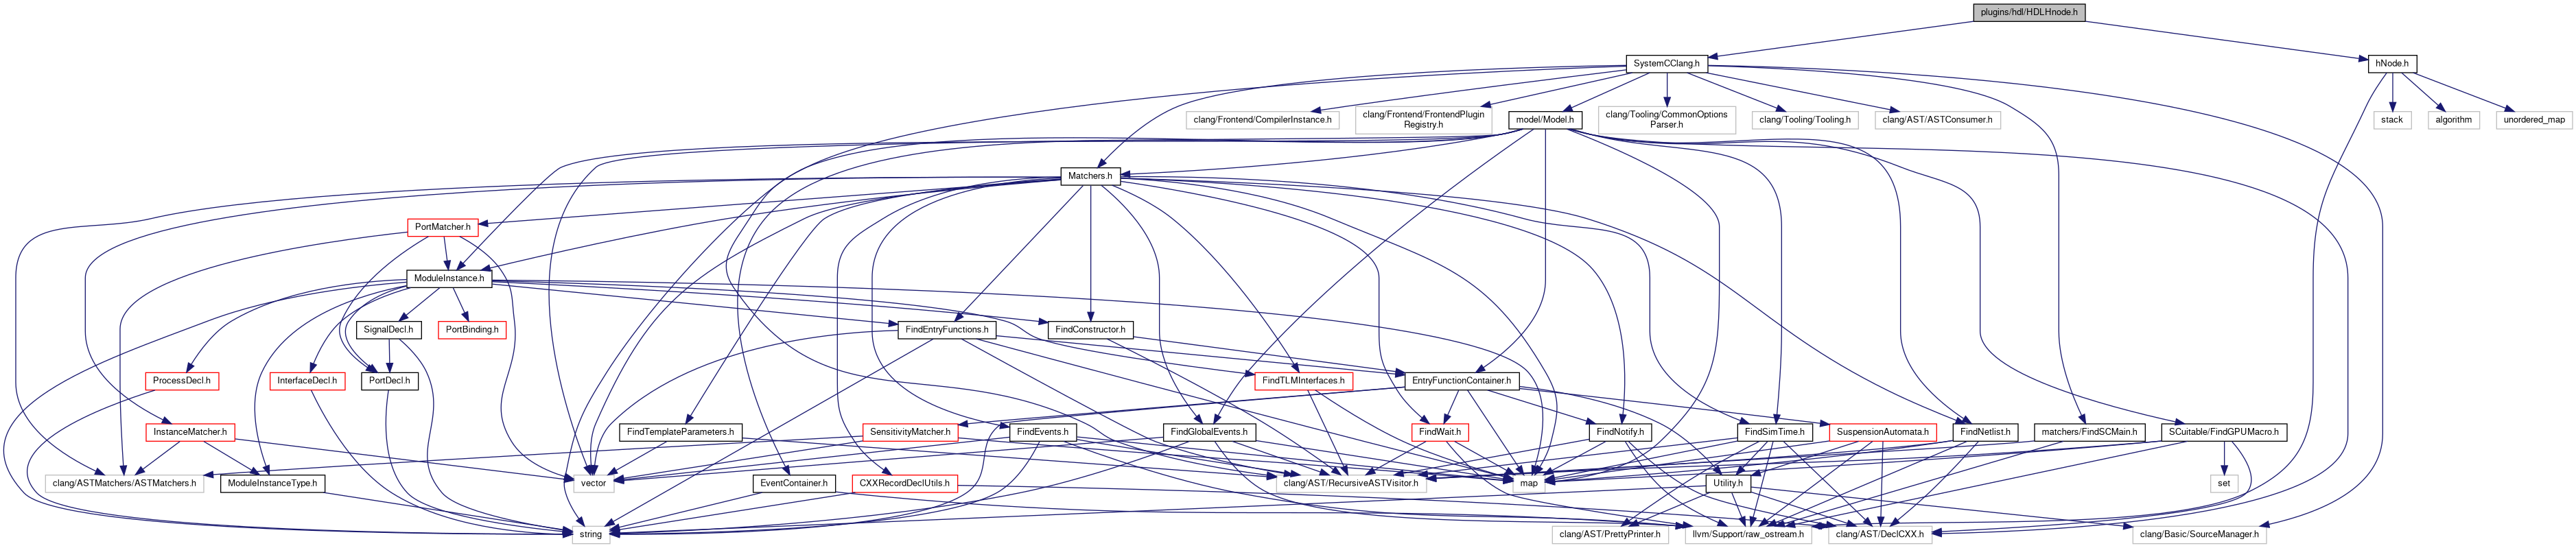 plugins/hdl/HDLHnode.h
SystemCClang.h
hNode.h
clang/Frontend/CompilerInstance.h
clang/Frontend/FrontendPlugin
Registry.h
model/Model.h
clang/Tooling/CommonOptions
Parser.h
clang/Tooling/Tooling.h
clang/AST/ASTConsumer.h
stack
algorithm
unordered_map
Matchers.h
PortMatcher.h
ModuleInstance.h
SignalDecl.h
PortBinding.h
FindEntryFunctions.h
FindConstructor.h
ProcessDecl.h
InterfaceDecl.h
PortDecl.h
FindTLMInterfaces.h
EntryFunctionContainer.h
InstanceMatcher.h
FindTemplateParameters.h
SensitivityMatcher.h
FindEvents.h
FindGlobalEvents.h
FindWait.h
FindNotify.h
FindSimTime.h
SuspensionAutomata.h
FindNetlist.h
matchers/FindSCMain.h
SCuitable/FindGPUMacro.h
clang/ASTMatchers/ASTMatchers.h
ModuleInstanceType.h
vector
EventContainer.h
CXXRecordDeclUtils.h
clang/AST/RecursiveASTVisitor.h
map
Utility.h
set
string
clang/AST/PrettyPrinter.h
llvm/Support/raw_ostream.h
clang/AST/DeclCXX.h
clang/Basic/SourceManager.h